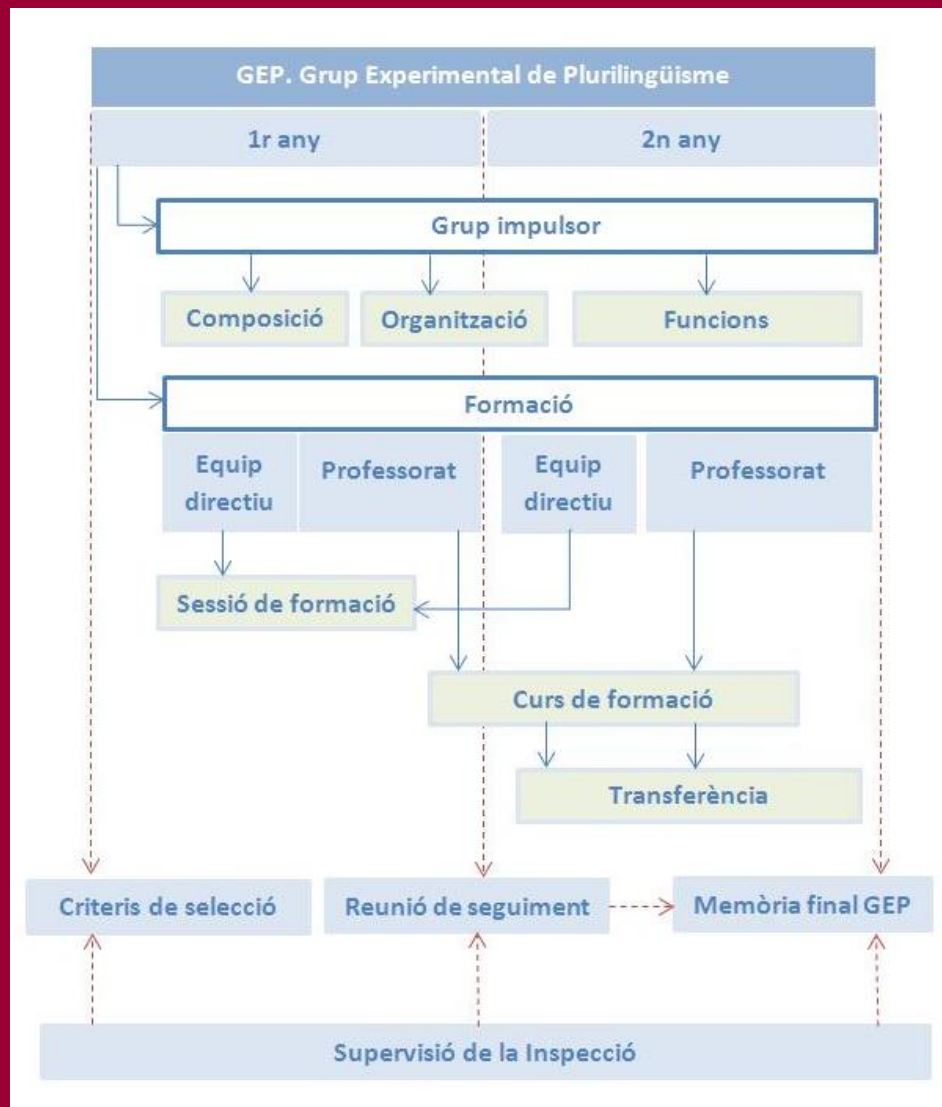 GEP. Grup Experimental de Plurilingüisme
1r any
2n any
Grup impulsor
Composició
Organització
Funcions
Formació
Equip
directiu
Professorat
Equip
directiu
Professorat
Sessió de formació
Curs de formació
Transferència
Criteris de selecció
Reunió de seguiment
Memòria final GEP
Supervisió de la Inspecció